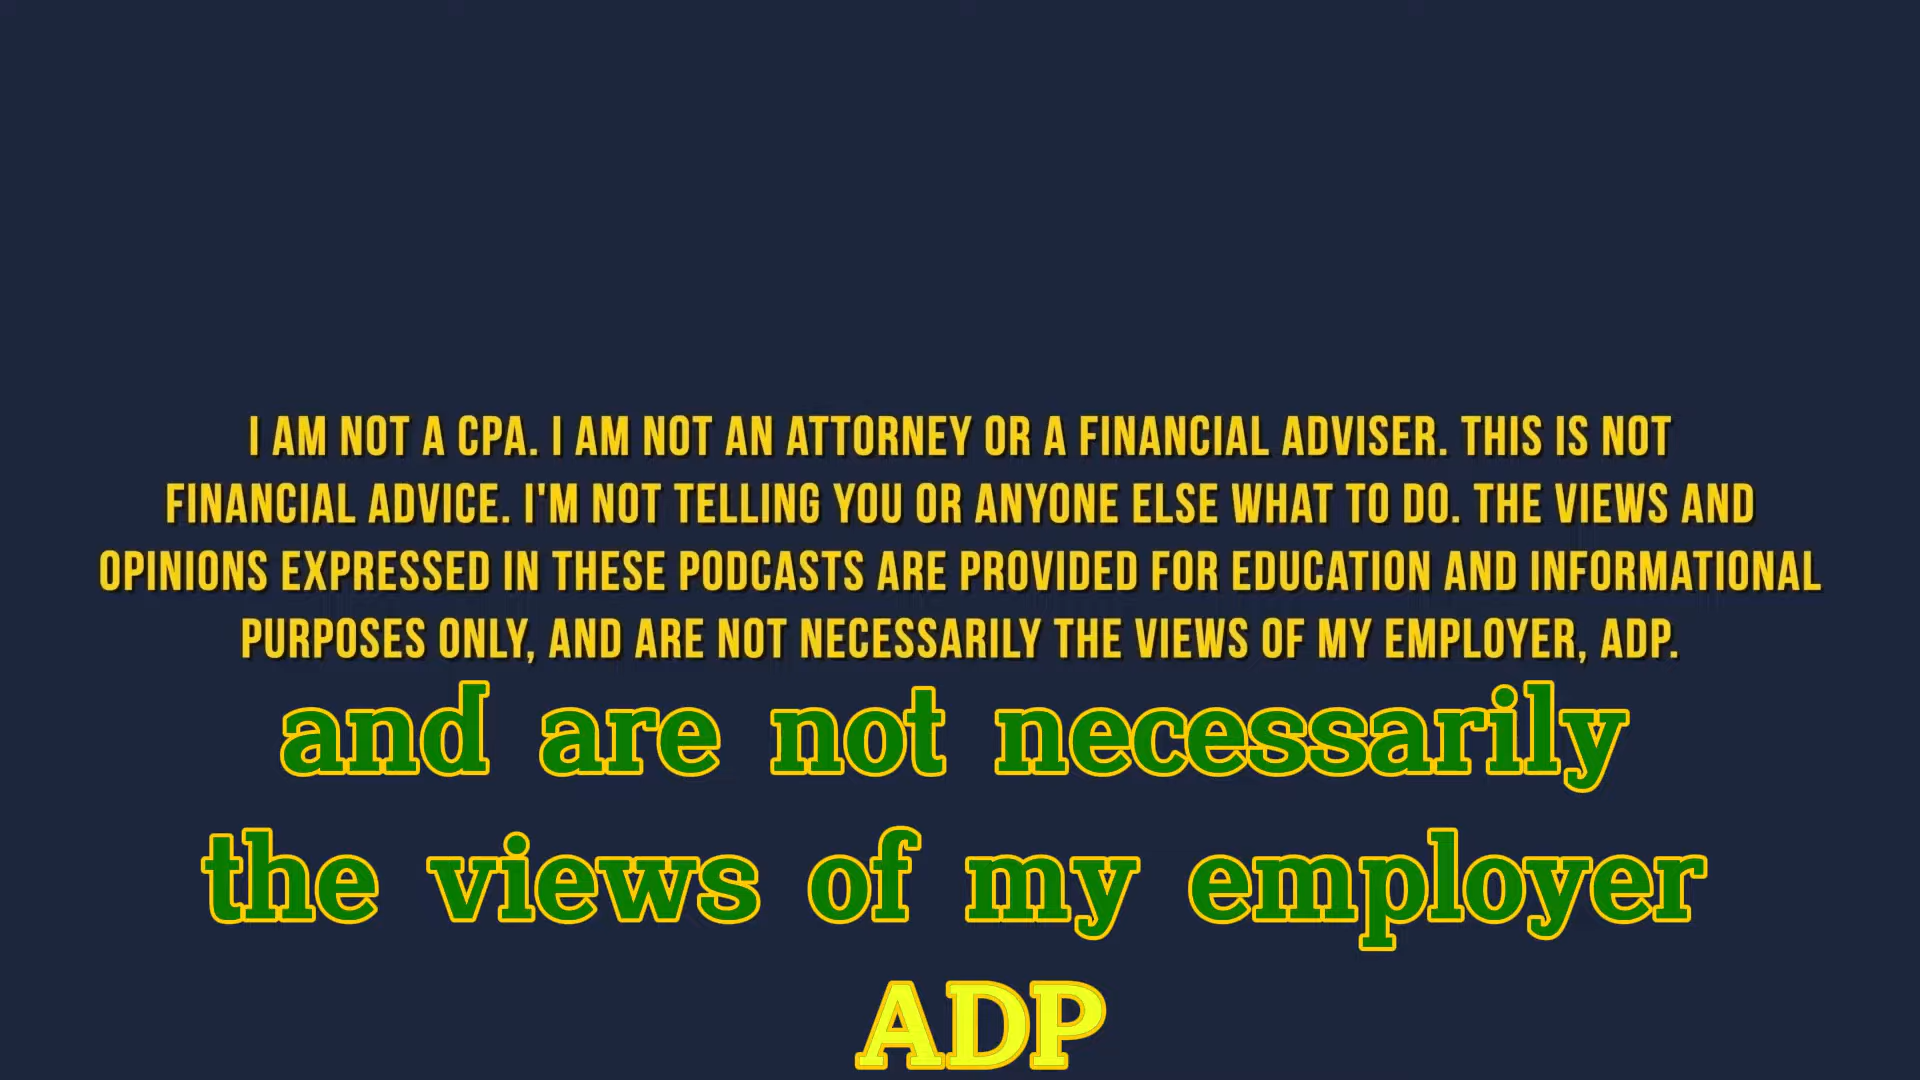 I AM NOT A CPA. I AM NOT AN ATTORNEY OR A FINANCIAL ADVISER. THIS IS NOT
FINANCIAL ADVICE. I'M NOT TELLING YOU OR ANYONE ELSE WHAT TO DO. THE VIEWS AND
OPINIONS EXPRESSED IN THESE PODCASTS ARE PROVIDED FOR EDUCATION AND INFORMATIONAL
PURPOSES ONLY, AND ARE NOT NECESSARILY THE VIEWS OF MY EMPLOYER, ADP.
and are not necessarily
the views of my employer
ADP